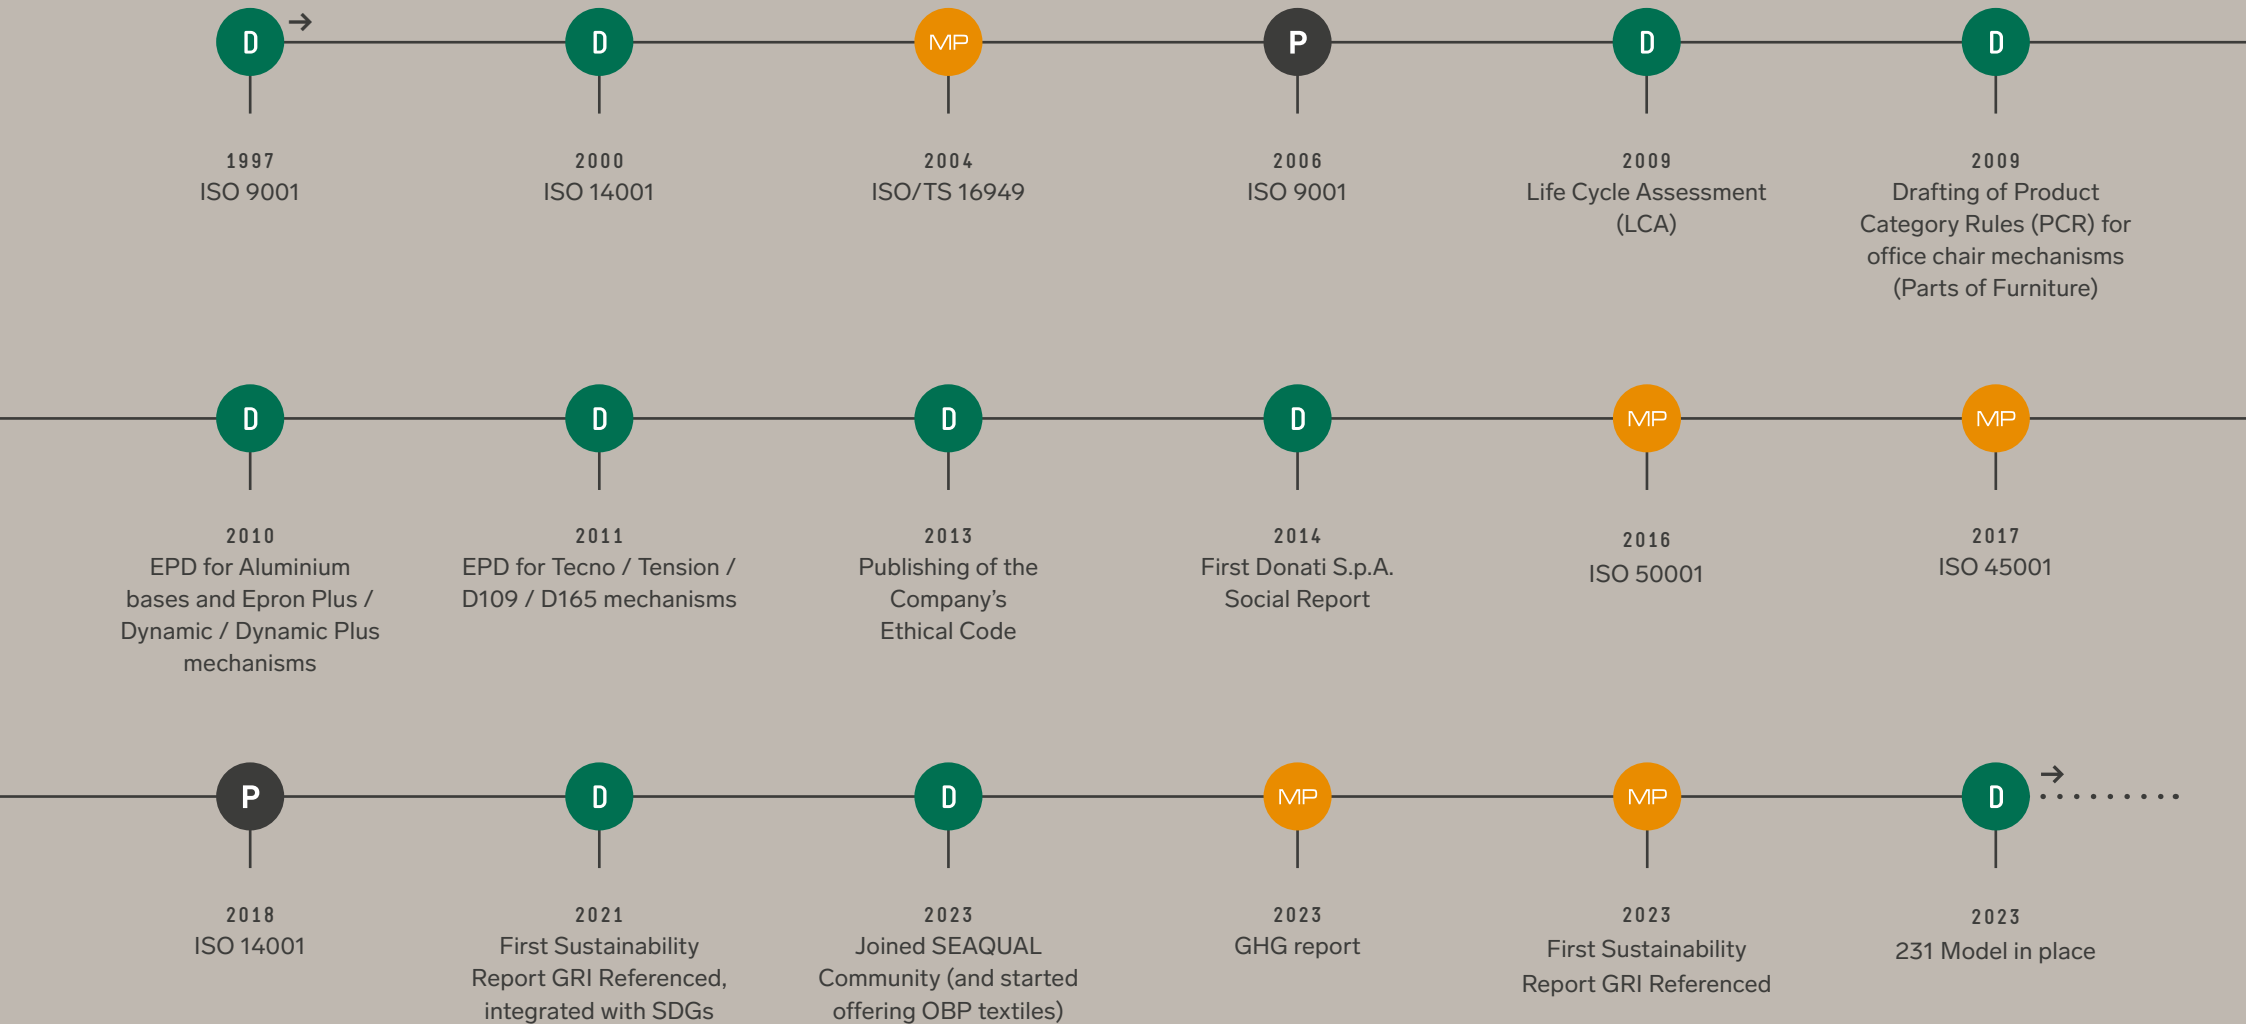 D
1997
ISO 9001
D
2000
ISO 14001
MP
2004
ISO/TS 16949
P
2006
ISO 9001
D
2009
Life Cycle Assessment
(LCA)
D
2009
Drafting of Product
Category Rules (PCR) for
office chair mechanisms
(Parts of Furniture)
D
2010
EPD for Aluminium
bases and Epron Plus /
Dynamic / Dynamic Plus
mechanisms
D
2011
EPD for Tecno / Tension /
D109 / D165 mechanisms
D
2013
Publishing of the
Company’s
Ethical Code
D
2014
First Donati S.p.A.
Social Report
MP
2016
ISO 50001
MP
2017
ISO 45001
P
2018
ISO 14001
D
2021
First Sustainability
Report GRI Referenced,
integrated with SDGs
D
2023
Joined SEAQUAL
Community (and started
offering OBP textiles)
MP
2023
GHG report
MP
2023
First Sustainability
Report GRI Referenced
D
2023
231 Model in place